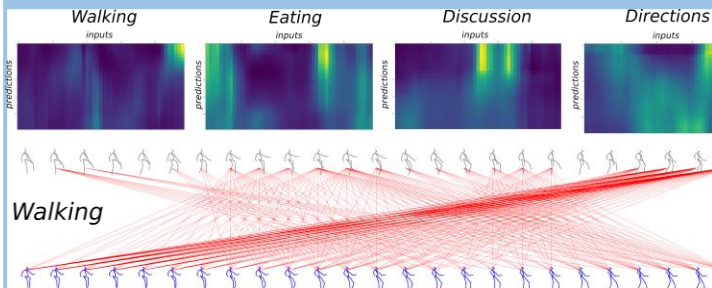 Walking Eating Discussion Directions
inputs inputs inputs inputs
predictions predictions predictions predictions
Walking